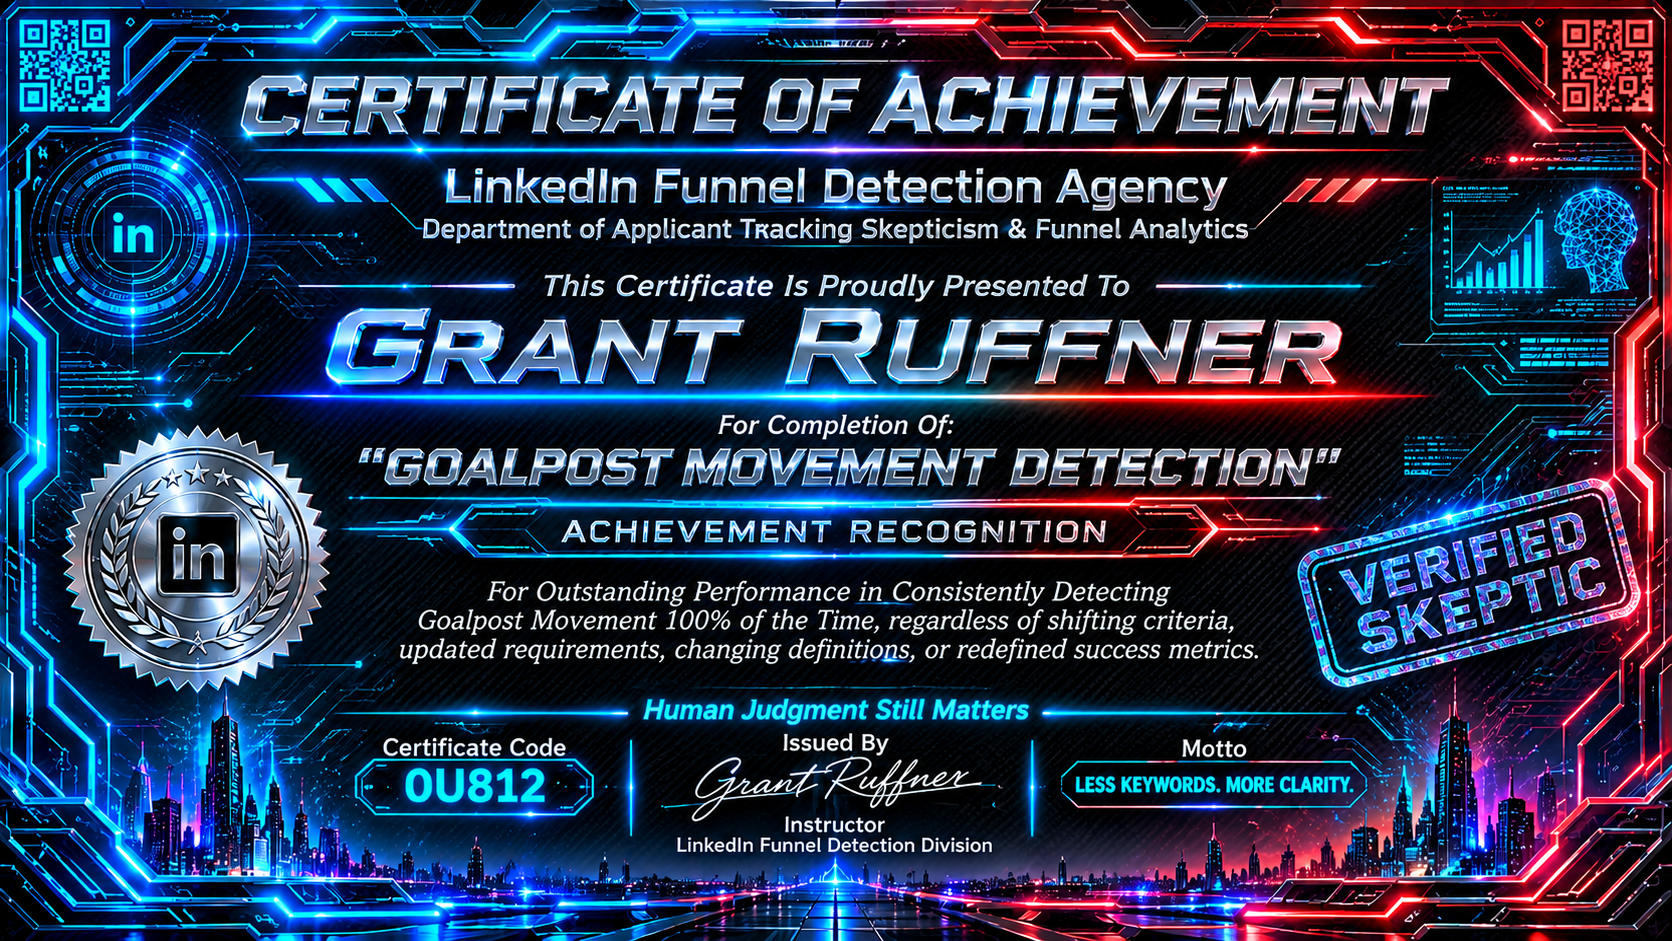 CERTIFICATE OF ACHIEVEMENT
LinkedIn Funnel Detection Agency
Department of Applicant Tracking Skepticism & Funnel Analytics
in
This Certificate Is Proudly Presented To
GRANT RUFFNER
For Completion Of:
“GOALPOST MOVEMENT DETECTION”
ACHIEVEMENT RECOGNITION
in
VERIFIED
SKEPTIC
For Outstanding Performance in Consistently Detecting
Goalpost Movement 100% of the Time, regardless of shifting criteria,
updated requirements, changing definitions, or redefined success metrics.
Human Judgment Still Matters
Certificate Code
0U812
Issued By
Grant Ruffner
Instructor
LinkedIn Funnel Detection Division
Motto
LESS KEYWORDS. MORE CLARITY.